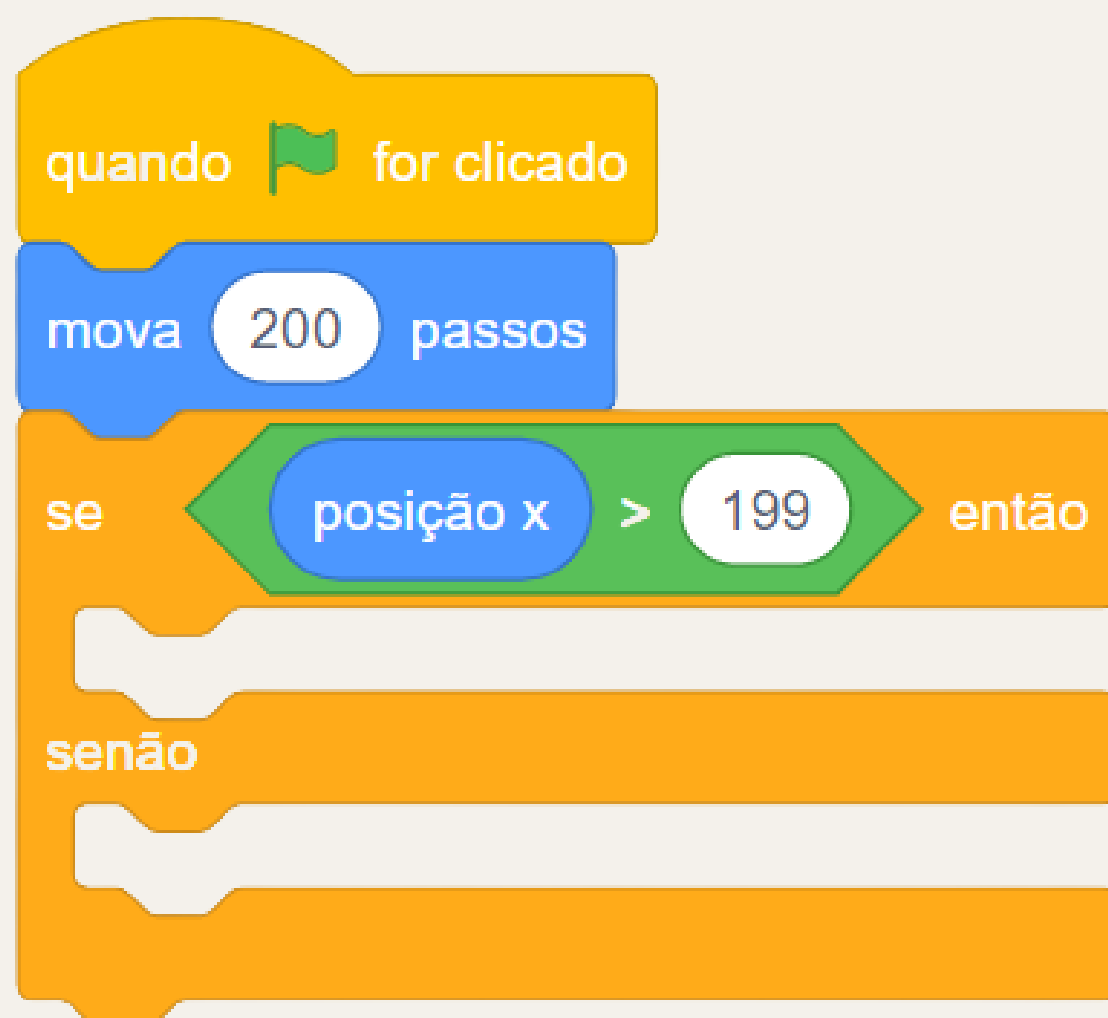 quando for clicado
mova 200 passos
se posição x > 199 então
senão